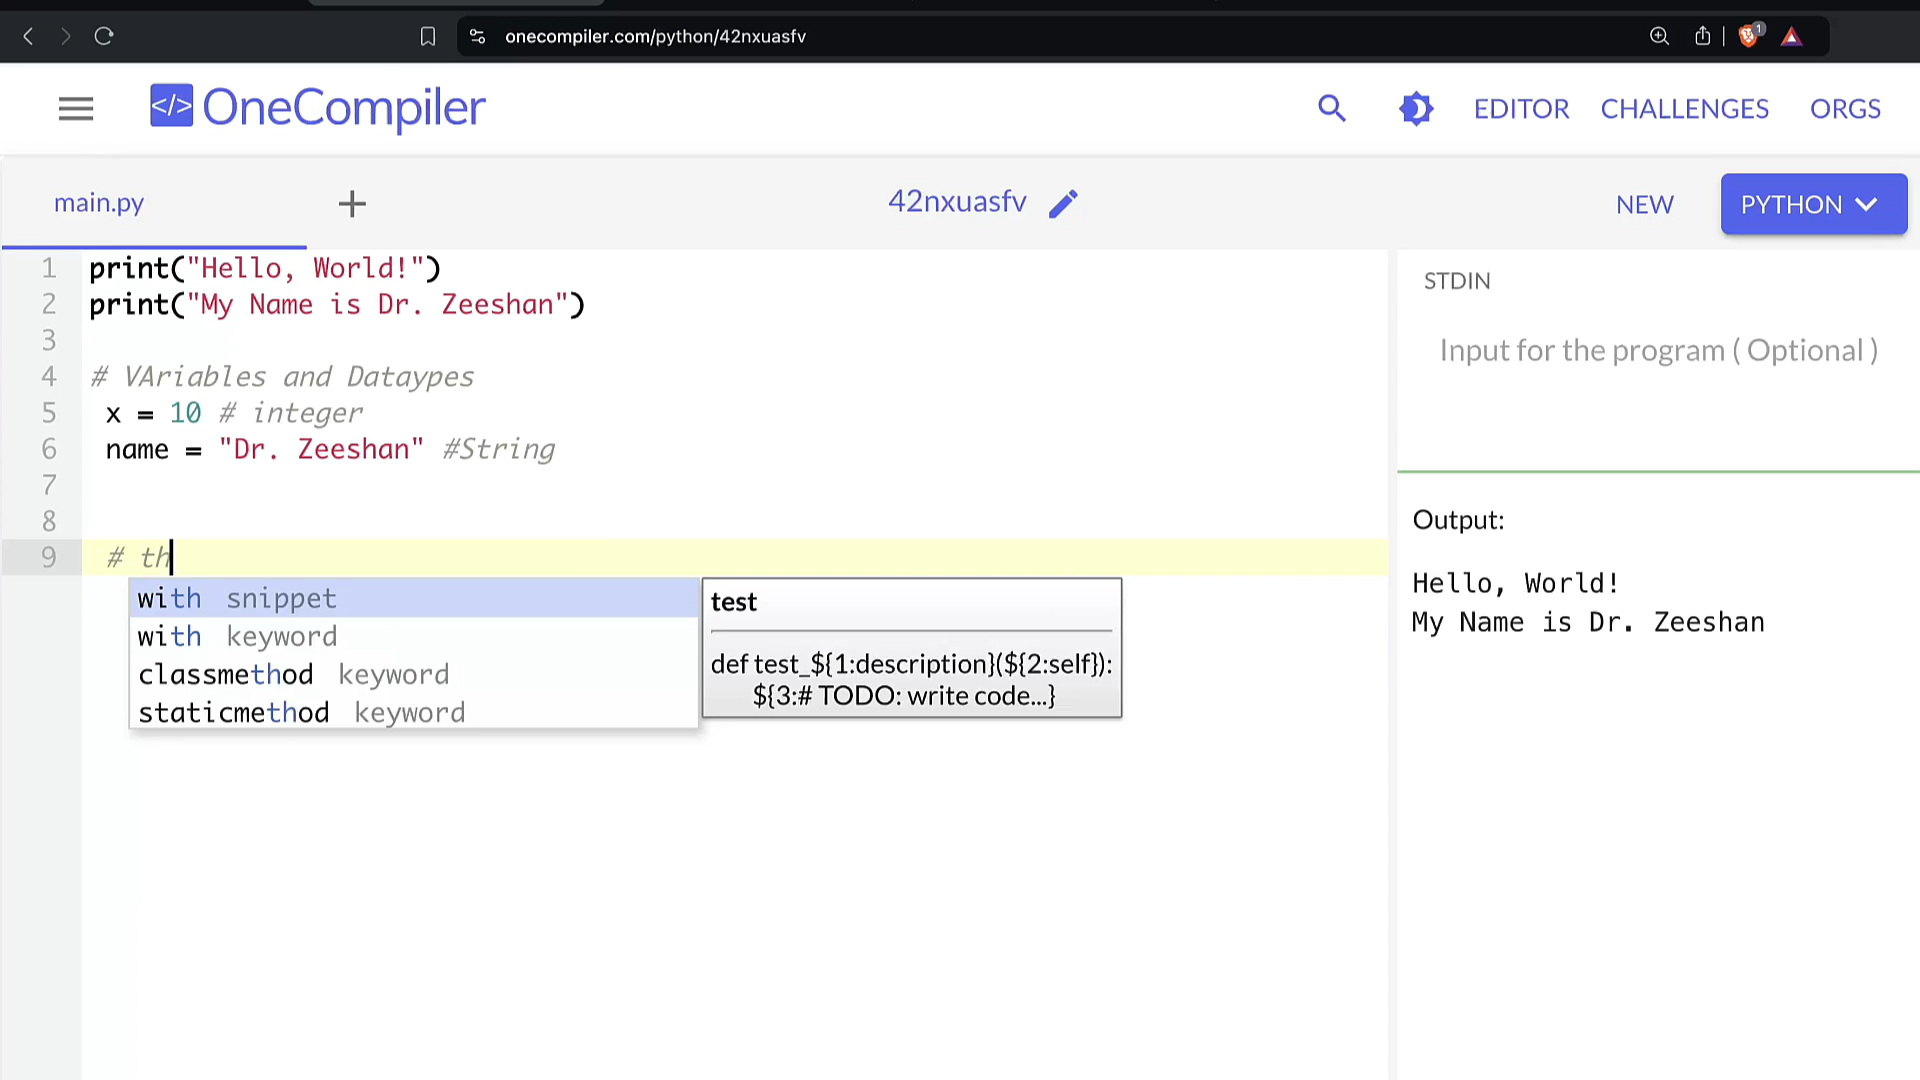 onecompiler.com/python/42nxuasfv
1
</> OneCompiler
EDITOR CHALLENGES ORGS
main.py + 42nxuasfv NEW PYTHON
1 print("Hello, World!")
2 print("My Name is Dr. Zeeshan")
3
4 # VAriables and Dataypes
5 x = 10 # integer
6 name = "Dr. Zeeshan" #String
7
8
9 # th
with snippet
with keyword
classmethod keyword
staticmethod keyword
test
def test_${1:description}(${2:self}):
${3:# TODO: write code...}
STDIN
Input for the program ( Optional )
Output:
Hello, World!
My Name is Dr. Zeeshan